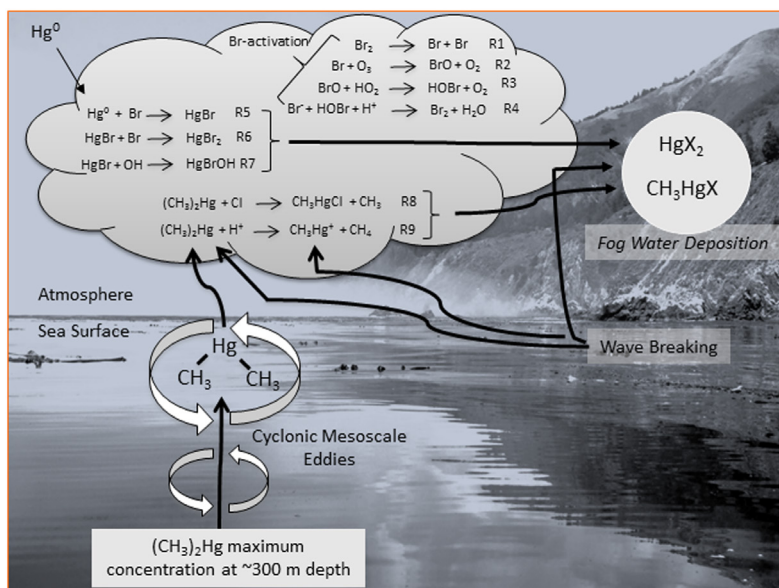 Hg⁰
Br-activation
Br₂ → Br + Br R1
Br + O₃ → BrO + O₂ R2
BrO + HO₂ → HOBr + O₂ R3
Br⁻ + HOBr + H⁺ → Br₂ + H₂O R4
Hg⁰ + Br → HgBr R5
HgBr + Br → HgBr₂ R6
HgBr + OH → HgBrOH R7
(CH₃)₂Hg + Cl → CH₃HgCl + CH₃ R8
(CH₃)₂Hg + H⁺ → CH₃Hg⁺ + CH₄ R9
HgX₂
CH₃HgX
Fog Water Deposition
Atmosphere
Sea Surface
Wave Breaking
Hg
CH₃ CH₃
Cyclonic Mesoscale
Eddies
(CH₃)₂Hg maximum
concentration at ~300 m depth